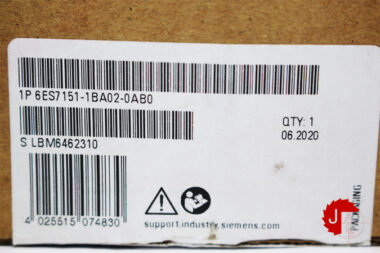 1P 6ES7151-1BA02-0AB0
QTY: 1
06.2020
S LBM6462310
4 025515 074830
support.industry.siemens.com
PACKAGING